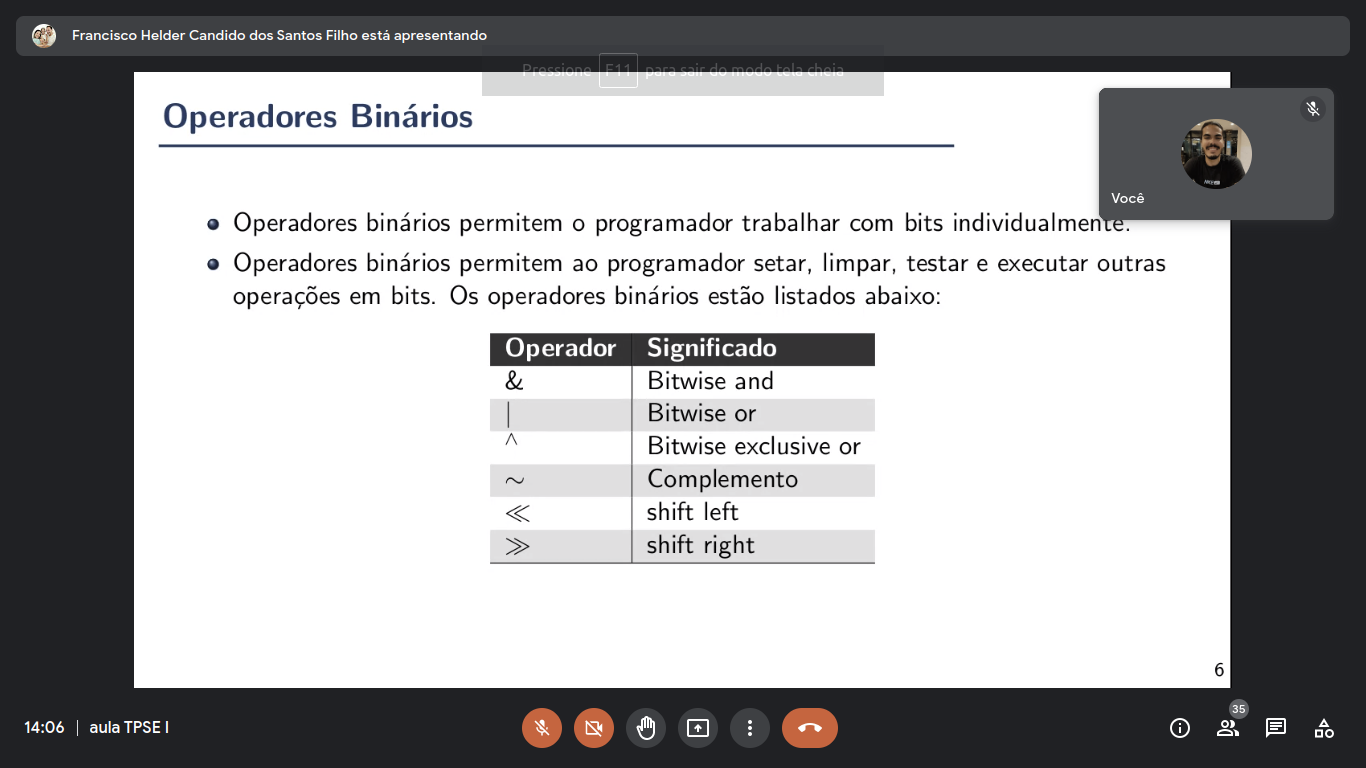 Francisco Helder Candido dos Santos Filho está apresentando
Pressione F11 para sair do modo tela cheia
Operadores Binários
Você
Operadores binários permitem o programador trabalhar com bits individualmente.
Operadores binários permitem ao programador setar, limpar, testar e executar outras
operações em bits. Os operadores binários estão listados abaixo:
Operador Significado
& Bitwise and
| Bitwise or
^ Bitwise exclusive or
∼ Complemento
≪ shift left
≫ shift right
6
14:06 | aula TPSE I
35